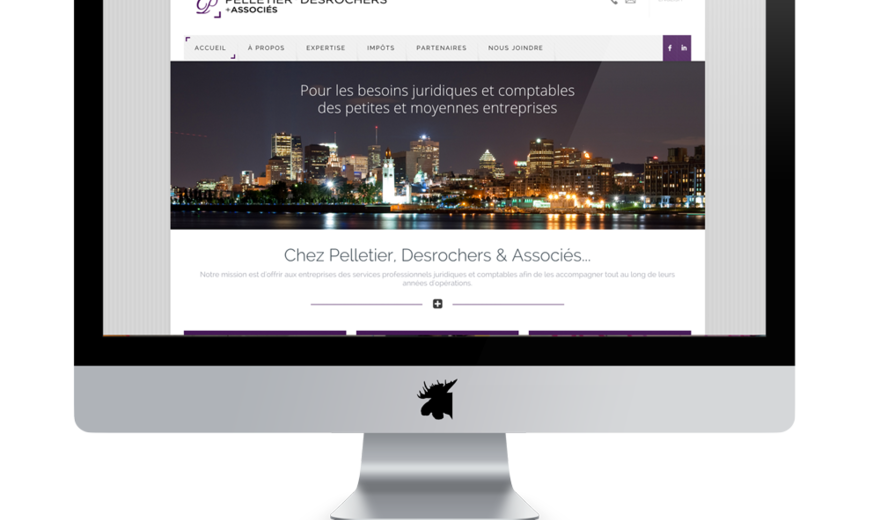 PELLETIER DESROCHERS
+ASSOCIÉS
ACCUEIL À PROPOS EXPERTISE IMPÔTS PARTENAIRES NOUS JOINDRE
f in
Pour les besoins juridiques et comptables
des petites et moyennes entreprises
Chez Pelletier, Desrochers & Associés...
Notre mission est d'offrir aux entreprises des services professionnels juridiques et comptables afin de les accompagner tout au long de leurs
années d'opérations.